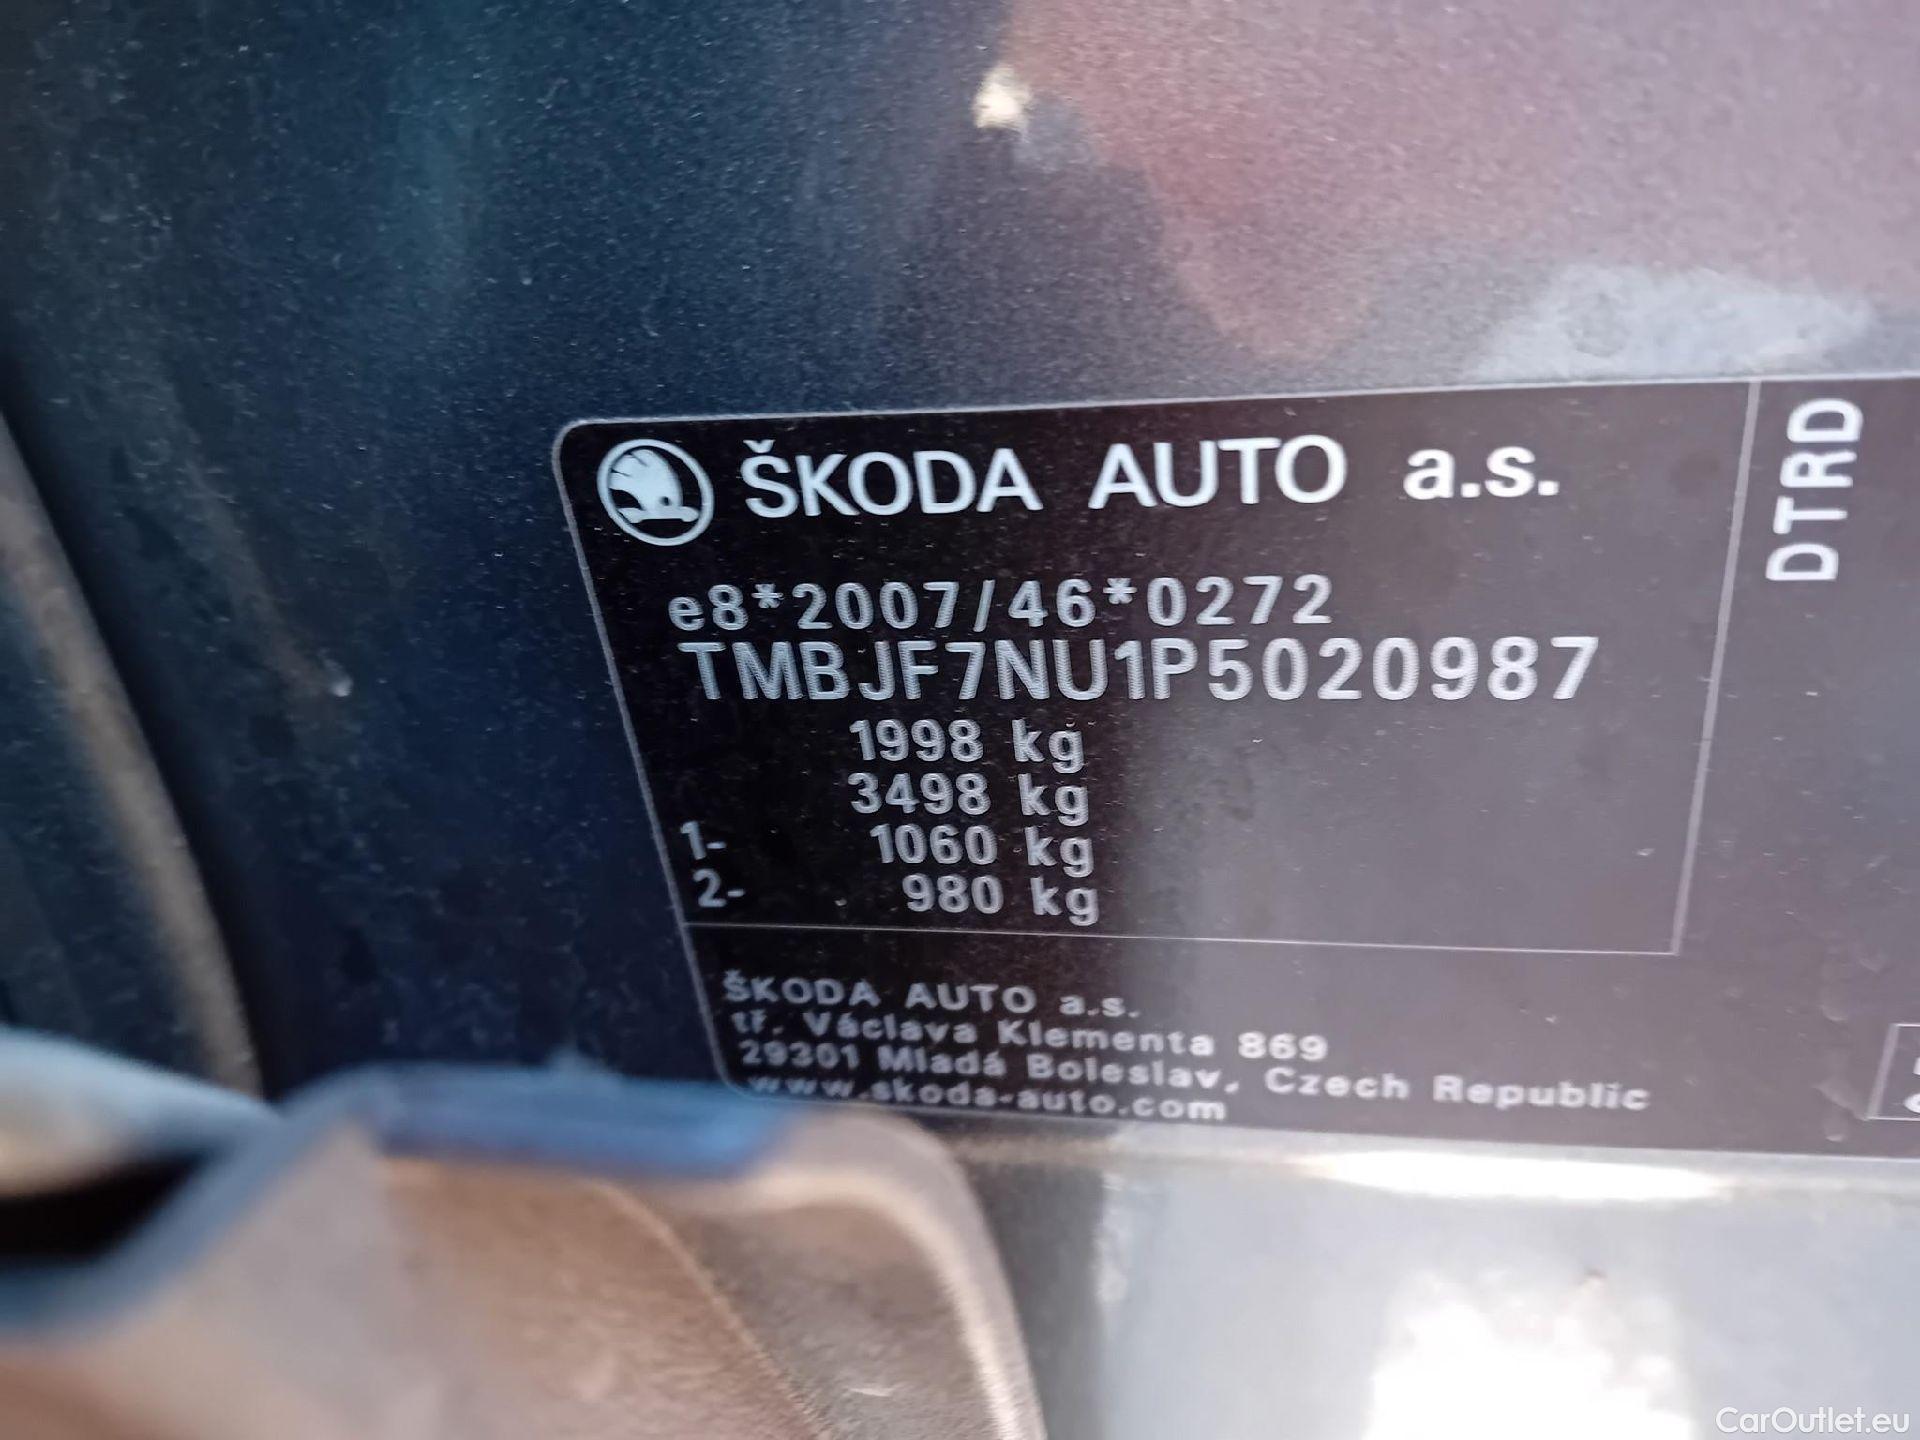 ŠKODA AUTO a.s.
e8*2007/46*0272
TMBJF7NU1P5020987
1998 kg
3498 kg
1- 1060 kg
2- 980 kg
ŠKODA AUTO a.s.
tř. Václava Klementa 869
29301 Mladá Boleslav, Czech Republic
www.skoda-auto.com
DTRD
CarOutlet.eu